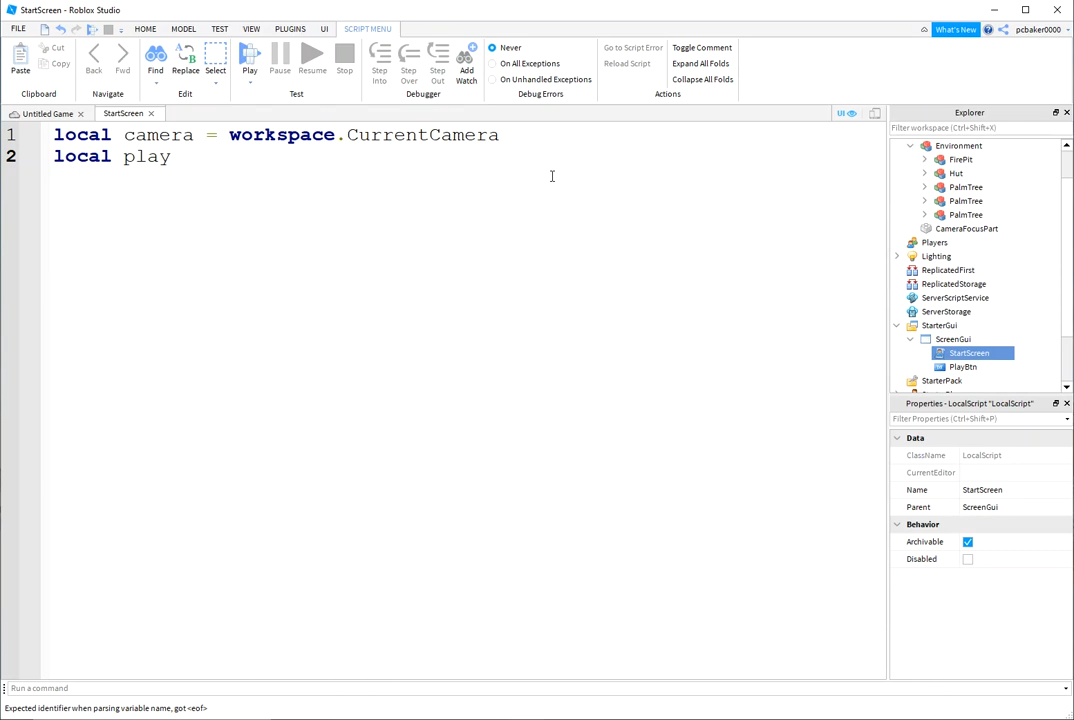 StartScreen - Roblox Studio
FILE HOME MODEL TEST VIEW PLUGINS UI SCRIPT MENU What's New pcbaker0000
Paste Cut Copy Back Fwd Find Replace Select Play Pause Resume Stop Step Into Step Over Step Out Add Watch Never On All Exceptions On Unhandled Exceptions Go to Script Error Reload Script Toggle Comment Expand All Folds Collapse All Folds
Clipboard Navigate Edit Test Debugger Debug Errors Actions
Untitled Game StartScreen UI
1 local camera = workspace.CurrentCamera
2 local play
Explorer
Filter workspace (Ctrl+Shift+X)
Environment
FirePit
Hut
PalmTree
PalmTree
PalmTree
CameraFocusPart
Players
Lighting
ReplicatedFirst
ReplicatedStorage
ServerScriptService
ServerStorage
StarterGui
ScreenGui
StartScreen
PlayBtn
StarterPack
Properties - LocalScript "LocalScript"
Filter Properties (Ctrl+Shift+P)
Data
ClassName LocalScript
CurrentEditor
Name StartScreen
Parent ScreenGui
Behavior
Archivable
Disabled
Run a command
Expected identifier when parsing variable name, got <eof>